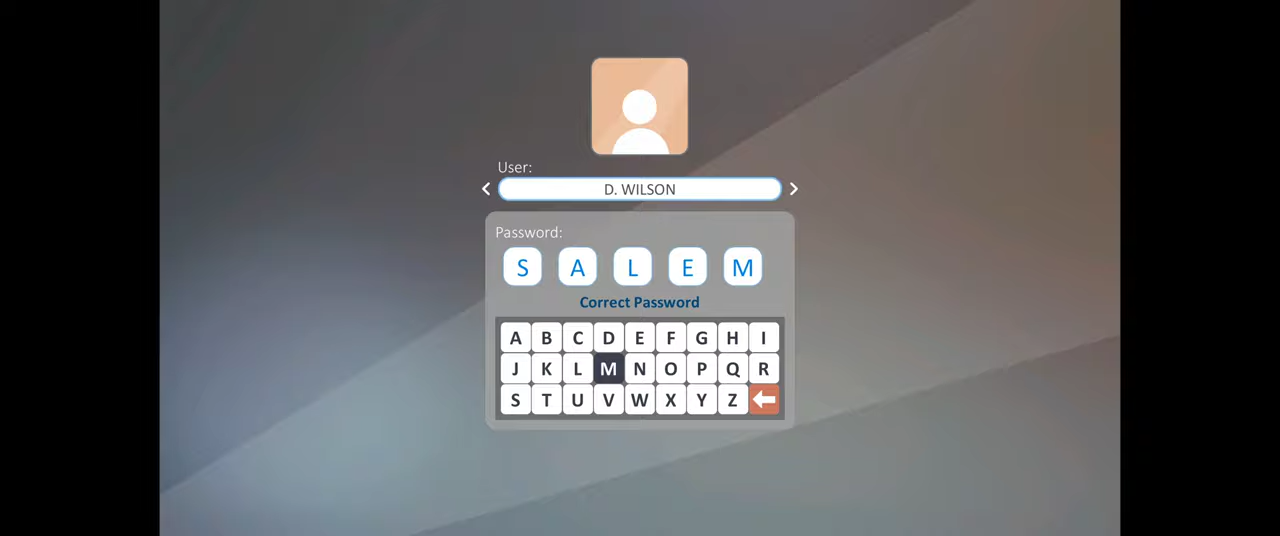 User:
D. WILSON
Password:
S A L E M
Correct Password
A B C D E F G H I
J K L M N O P Q R
S T U V W X Y Z